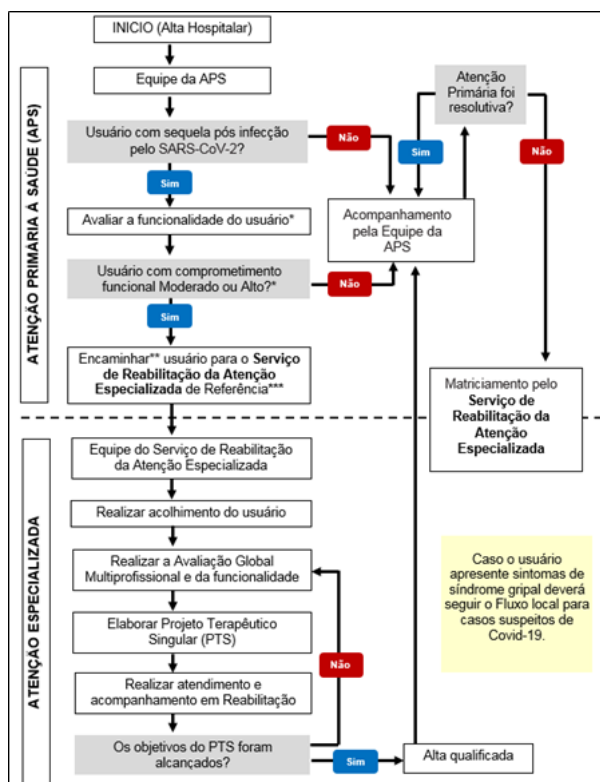 INICIO (Alta Hospitalar)
Equipe da APS
Usuário com sequela pós infecção
pelo SARS-CoV-2?
Não
Sim
Avaliar a funcionalidade do usuário*
Usuário com comprometimento
funcional Moderado ou Alto?*
Não
Sim
Encaminhar** usuário para o Serviço
de Reabilitação da Atenção
Especializada de Referência***
Atenção
Primária foi
resolutiva?
Sim
Não
Acompanhamento
pela Equipe da
APS
Matriciamento pelo
Serviço de
Reabilitação da
Atenção
Especializada
ATENÇÃO PRIMÁRIA À SAÚDE (APS)
Equipe do Serviço de Reabilitação
da Atenção Especializada
Realizar acolhimento do usuário
Realizar a Avaliação Global
Multiprofissional e da funcionalidade
Elaborar Projeto Terapêutico
Singular (PTS)
Não
Realizar atendimento e
acompanhamento em Reabilitação
Os objetivos do PTS foram
alcançados?
Sim
Alta qualificada
Caso o usuário
apresente sintomas de
síndrome gripal deverá
seguir o Fluxo local para
casos suspeitos de
Covid-19.
ATENÇÃO ESPECIALIZADA